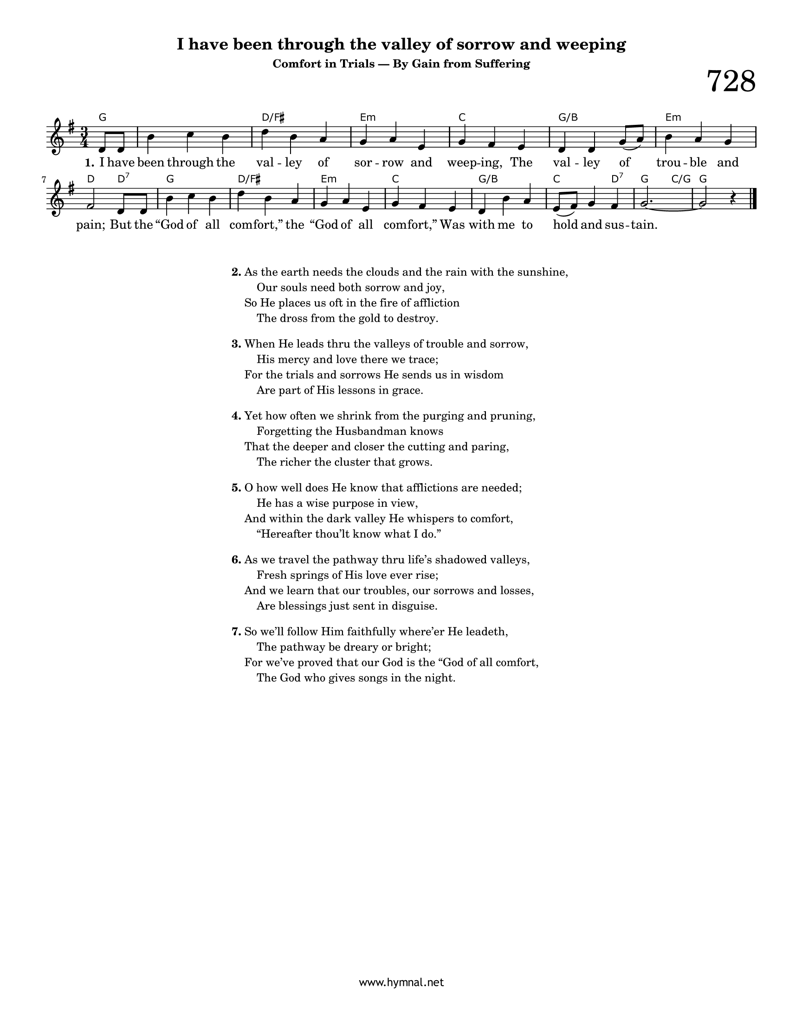 I have been through the valley of sorrow and weeping
Comfort in Trials — By Gain from Suffering
728
G D/F♯ Em C G/B Em
3
4
1. I have been through the val - ley of sor - row and weep-ing, The val - ley of trou - ble and
7
D D7 G D/F♯ Em C G/B C D7 G C/G G
pain; But the “God of all comfort,” the “God of all comfort,” Was with me to hold and sus-tain.
2. As the earth needs the clouds and the rain with the sunshine,
Our souls need both sorrow and joy,
So He places us oft in the fire of affliction
The dross from the gold to destroy.
3. When He leads thru the valleys of trouble and sorrow,
His mercy and love there we trace;
For the trials and sorrows He sends us in wisdom
Are part of His lessons in grace.
4. Yet how often we shrink from the purging and pruning,
Forgetting the Husbandman knows
That the deeper and closer the cutting and paring,
The richer the cluster that grows.
5. O how well does He know that afflictions are needed;
He has a wise purpose in view,
And within the dark valley He whispers to comfort,
“Hereafter thou’lt know what I do.”
6. As we travel the pathway thru life’s shadowed valleys,
Fresh springs of His love ever rise;
And we learn that our troubles, our sorrows and losses,
Are blessings just sent in disguise.
7. So we’ll follow Him faithfully where’er He leadeth,
The pathway be dreary or bright;
For we’ve proved that our God is the “God of all comfort,
The God who gives songs in the night.
www.hymnal.net